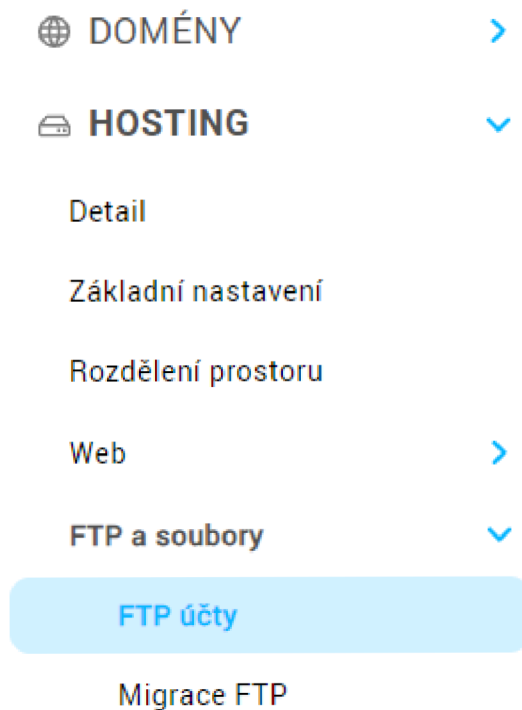 DOMÉNY
HOSTING
Detail
Základní nastavení
Rozdělení prostoru
Web
FTP a soubory
FTP účty
Migrace FTP